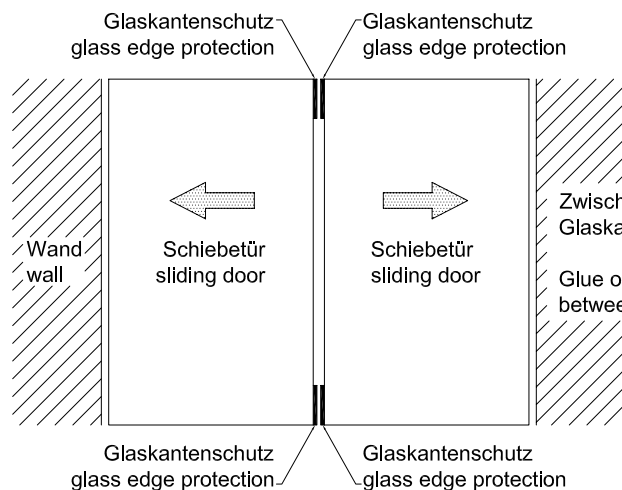 Glaskantenschutz
glass edge protection
Glaskantenschutz
glass edge protection
Wand
wall
Schiebetür
sliding door
Schiebetür
sliding door
Glue
Glaskantenschutz
glass edge protection
Glaskantenschutz
glass edge protection